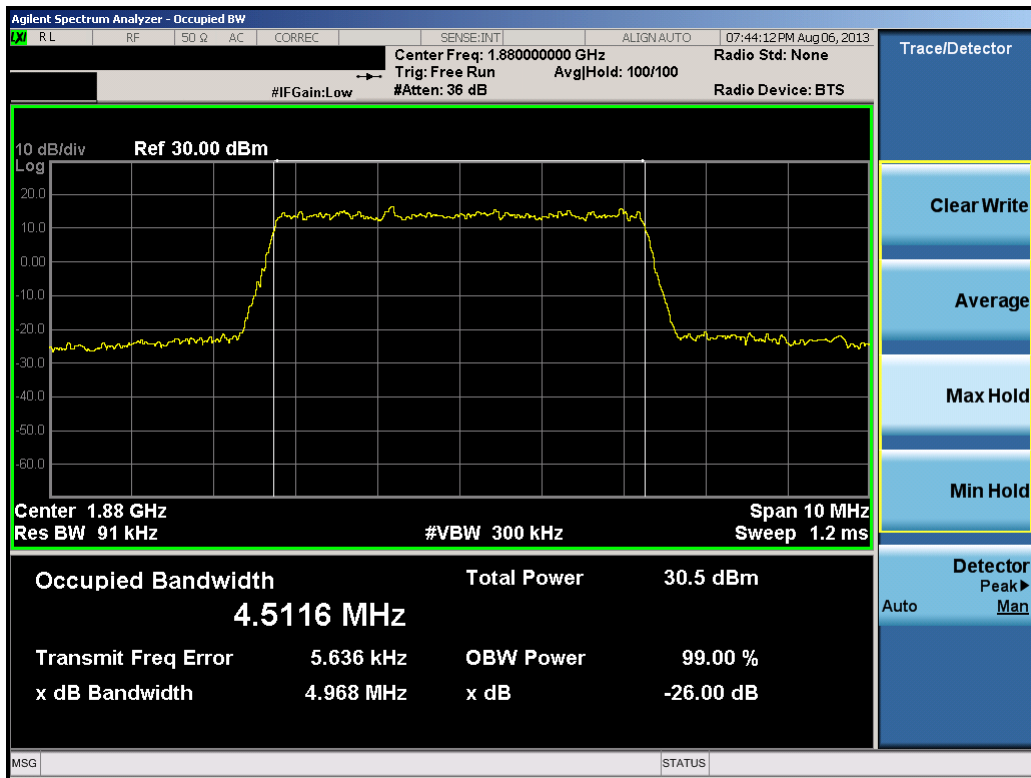 Agilent Spectrum Analyzer - Occupied BW
LXI RL RF 50 Ω AC CORREC SENSE:INT ALIGN AUTO 07:44:12 PM Aug 06, 2013
Center Freq: 1.880000000 GHz Radio Std: None
Trig: Free Run Avg|Hold: 100/100
#IFGain:Low #Atten: 36 dB Radio Device: BTS
10 dB/div Ref 30.00 dBm
Log
20.0
10.0
0.00
-10.0
-20.0
-30.0
-40.0
-50.0
-60.0
Center 1.88 GHz Span 10 MHz
Res BW 91 kHz #VBW 300 kHz Sweep 1.2 ms
Occupied Bandwidth Total Power 30.5 dBm
4.5116 MHz
Transmit Freq Error 5.636 kHz OBW Power 99.00 %
x dB Bandwidth 4.968 MHz x dB -26.00 dB
Trace/Detector
Clear Write
Average
Max Hold
Min Hold
Detector
Peak▶
Auto Man
MSG STATUS